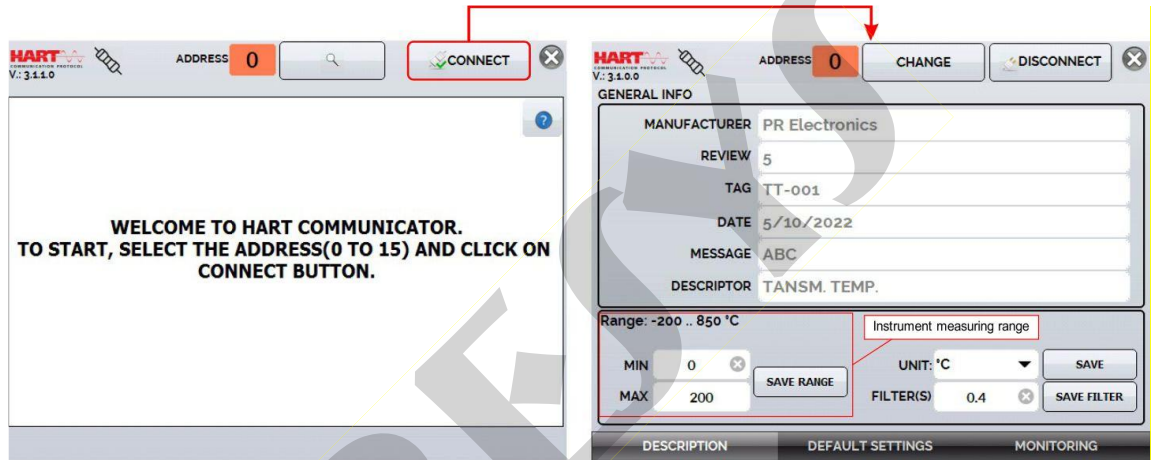 HART
COMMUNICATION PROTOCOL
V.: 3.1.1.0
ADDRESS 0
CONNECT
?
WELCOME TO HART COMMUNICATOR.
TO START, SELECT THE ADDRESS(0 TO 15) AND CLICK ON
CONNECT BUTTON.
HART
COMMUNICATION PROTOCOL
V.: 3.1.0.0
ADDRESS 0
CHANGE
DISCONNECT
GENERAL INFO
MANUFACTURER PR Electronics
REVIEW 5
TAG TT-001
DATE 5/10/2022
MESSAGE ABC
DESCRIPTOR TANSM. TEMP.
Range: -200 .. 850 °C
Instrument measuring range
MIN 0
MAX 200
SAVE RANGE
UNIT: °C
SAVE
FILTER(S) 0.4
SAVE FILTER
DESCRIPTION DEFAULT SETTINGS MONITORING